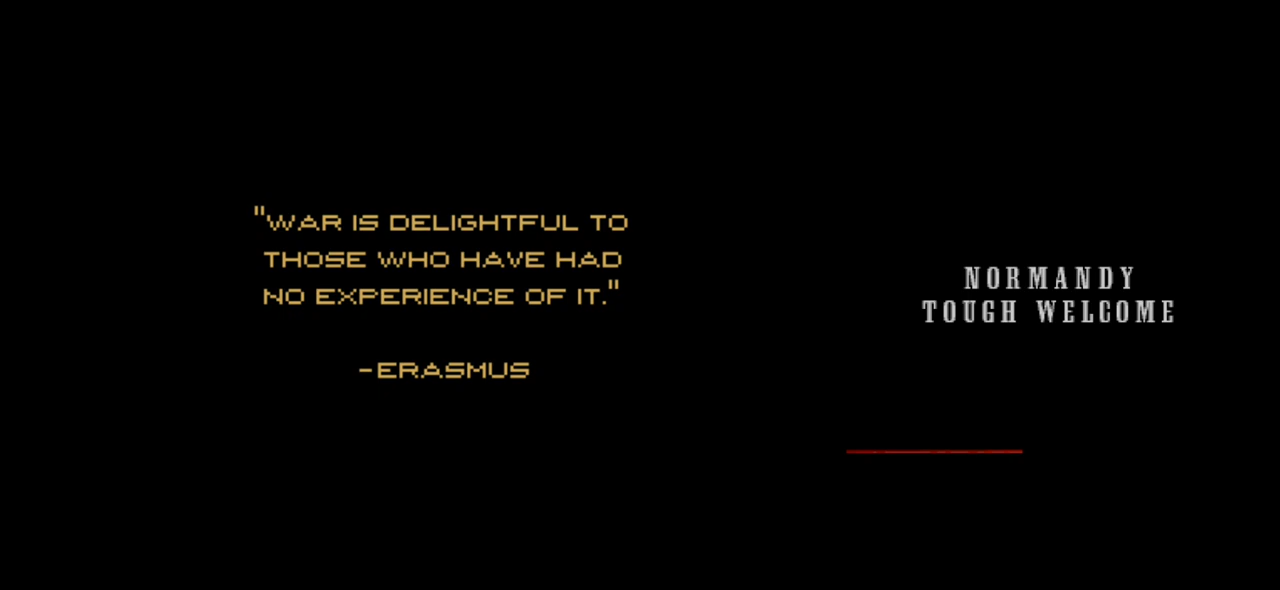 "WAR IS DELIGHTFUL TO
THOSE WHO HAVE HAD
NO EXPERIENCE OF IT."
-ERASMUS
NORMANDY
TOUGH WELCOME